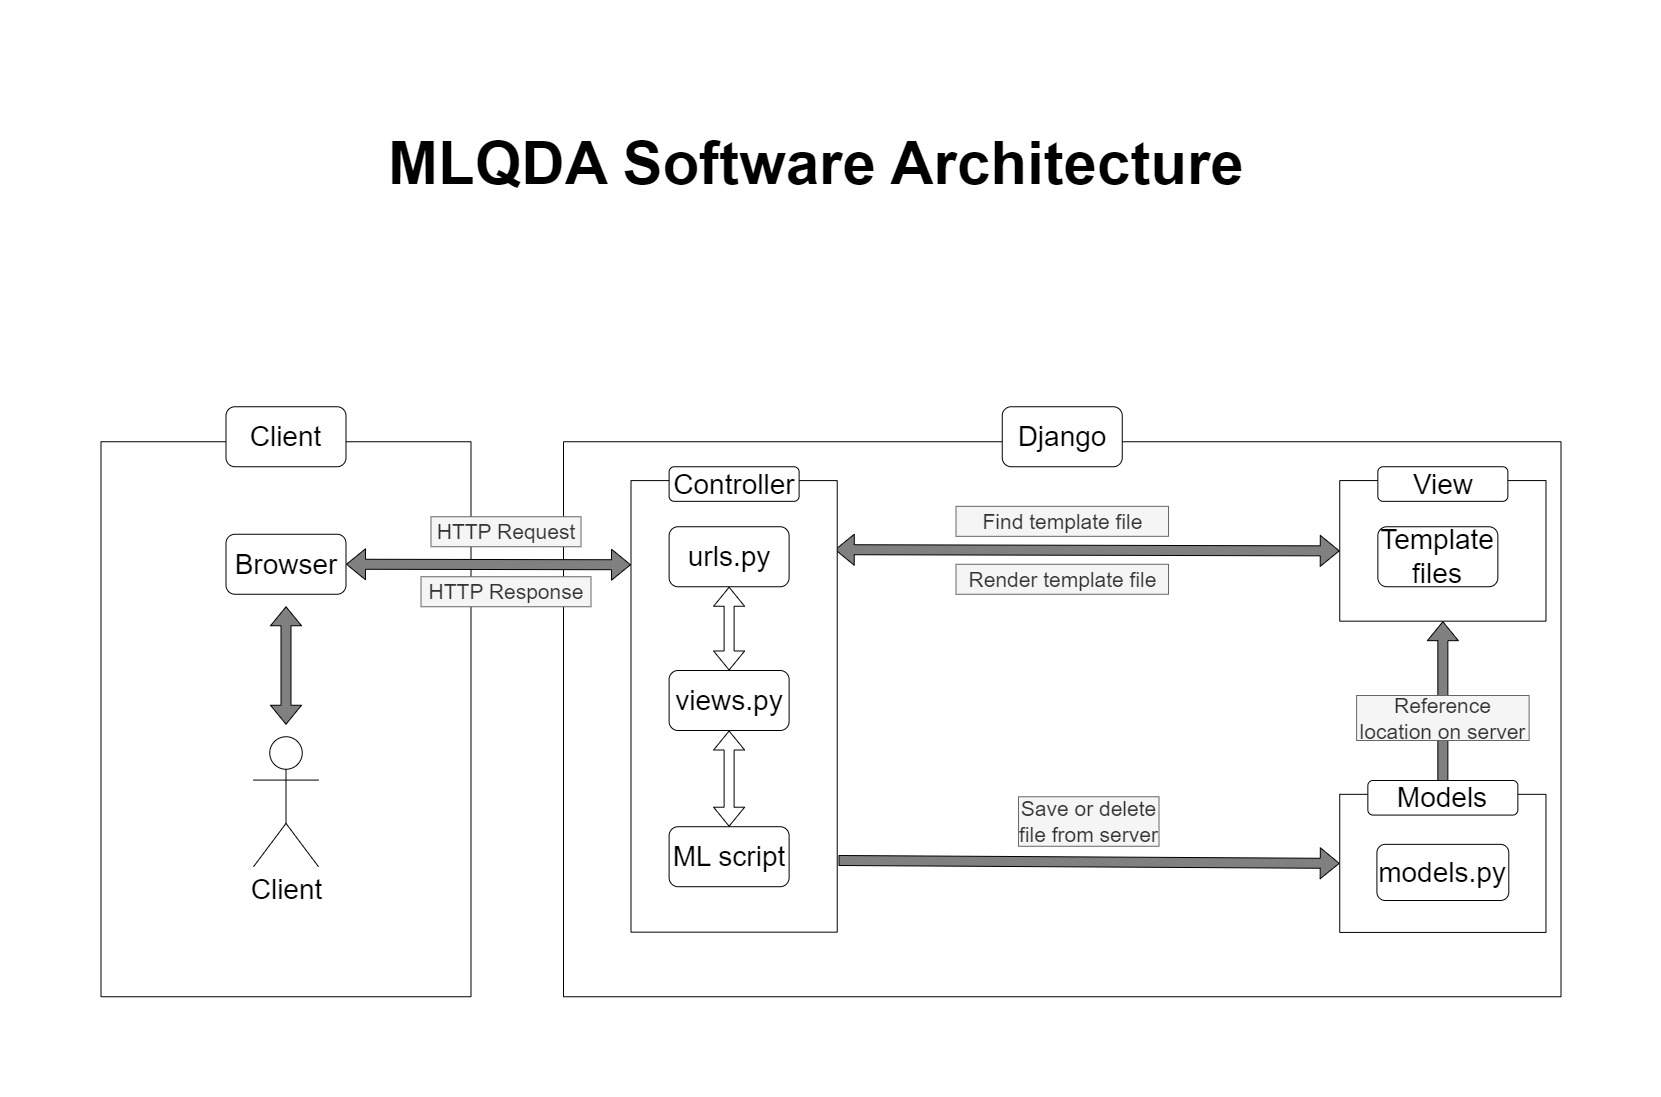 MLQDA Software Architecture
Client
Browser
Client
HTTP Request
HTTP Response
Django
Controller
urls.py
views.py
ML script
Find template file
Render template file
Save or delete
file from server
View
Template
files
Reference
location on server
Models
models.py